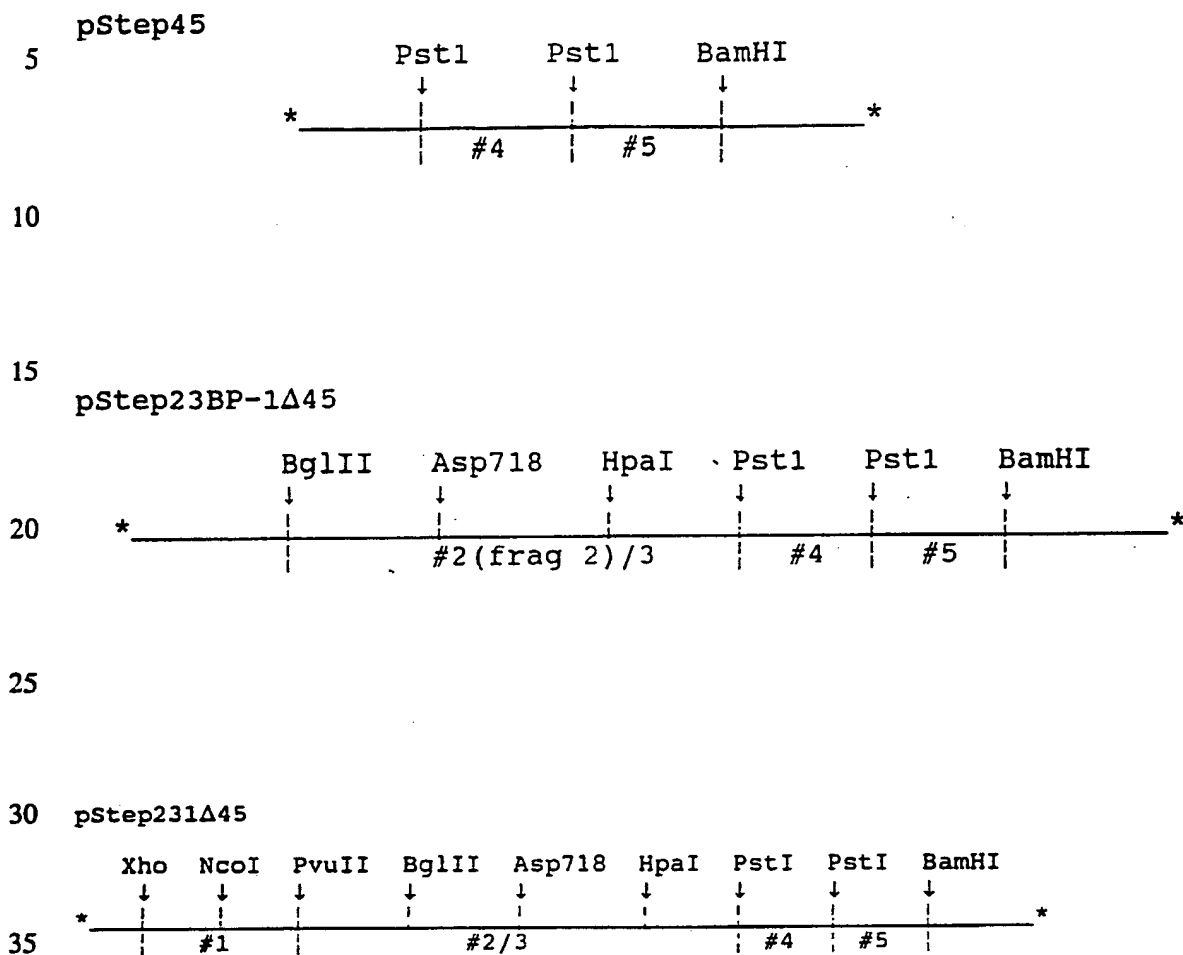 pStep45
5 Pst1 Pst1 BamHI
↓ ↓ ↓
* *
#4 #5
10
15
pStep23BP-1Δ45
BglII Asp718 HpaI Pst1 Pst1 BamHI
↓ ↓ ↓ ↓ ↓ ↓
20 * *
#2(frag 2)/3 #4 #5
25
30 pStep231Δ45
Xho NcoI PvuII BglII Asp718 HpaI PstI PstI BamHI
↓ ↓ ↓ ↓ ↓ ↓ ↓ ↓ ↓
* *
35 #1 #2/3 #4 #5